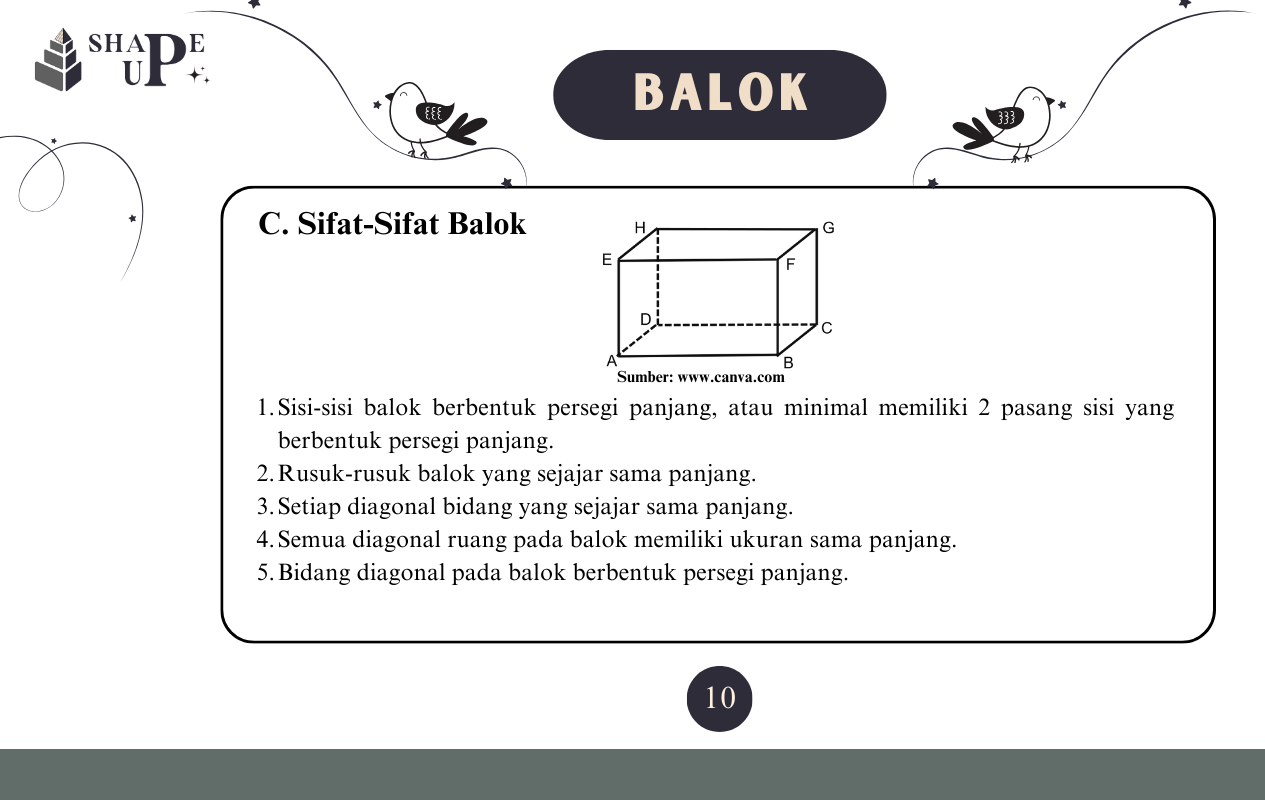 SHAPE
UP
BALOK
C. Sifat-Sifat Balok
H
G
E
F
D
C
A
B
Sumber: www.canva.com
1. Sisi-sisi balok berbentuk persegi panjang, atau minimal memiliki 2 pasang sisi yang
berbentuk persegi panjang.
2. Rusuk-rusuk balok yang sejajar sama panjang.
3. Setiap diagonal bidang yang sejajar sama panjang.
4. Semua diagonal ruang pada balok memiliki ukuran sama panjang.
5. Bidang diagonal pada balok berbentuk persegi panjang.
10